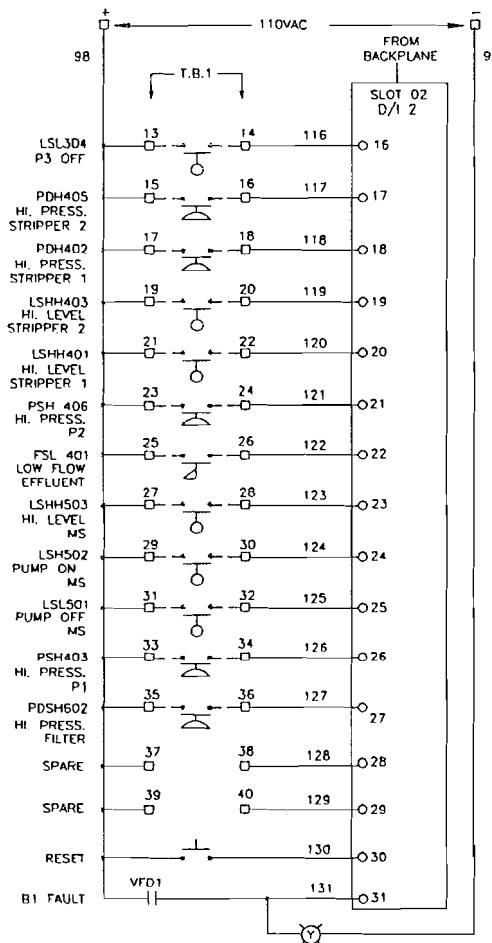 + 110VAC −
98 9
FROM
BACKPLANE
T.B.1
SLOT 02
D/I 2
LSL304 13 14 116 16
P3 OFF
PDH405 15 16 117 17
HI. PRESS.
STRIPPER 2
PDH402 17 18 118 18
HI. PRESS.
STRIPPER 1
LSHH403 19 20 119 19
HI. LEVEL
STRIPPER 2
LSHH401 21 22 120 20
HI. LEVEL
STRIPPER 1
PSH 406 23 24 121 21
HI. PRESS.
P2
FSL 401 25 26 122 22
LOW FLOW
EFFLUENT
LSHH503 27 28 123 23
HI. LEVEL
MS
LSH502 29 30 124 24
PUMP ON
MS
LSL501 31 32 125 25
PUMP OFF
MS
PSH403 33 34 126 26
HI. PRESS.
P1
PDSH602 35 36 127 27
HI. PRESS.
FILTER
SPARE 37 38 128 28
SPARE 39 40 129 29
RESET 130 30
B1 FAULT VFD1 131 31
Y